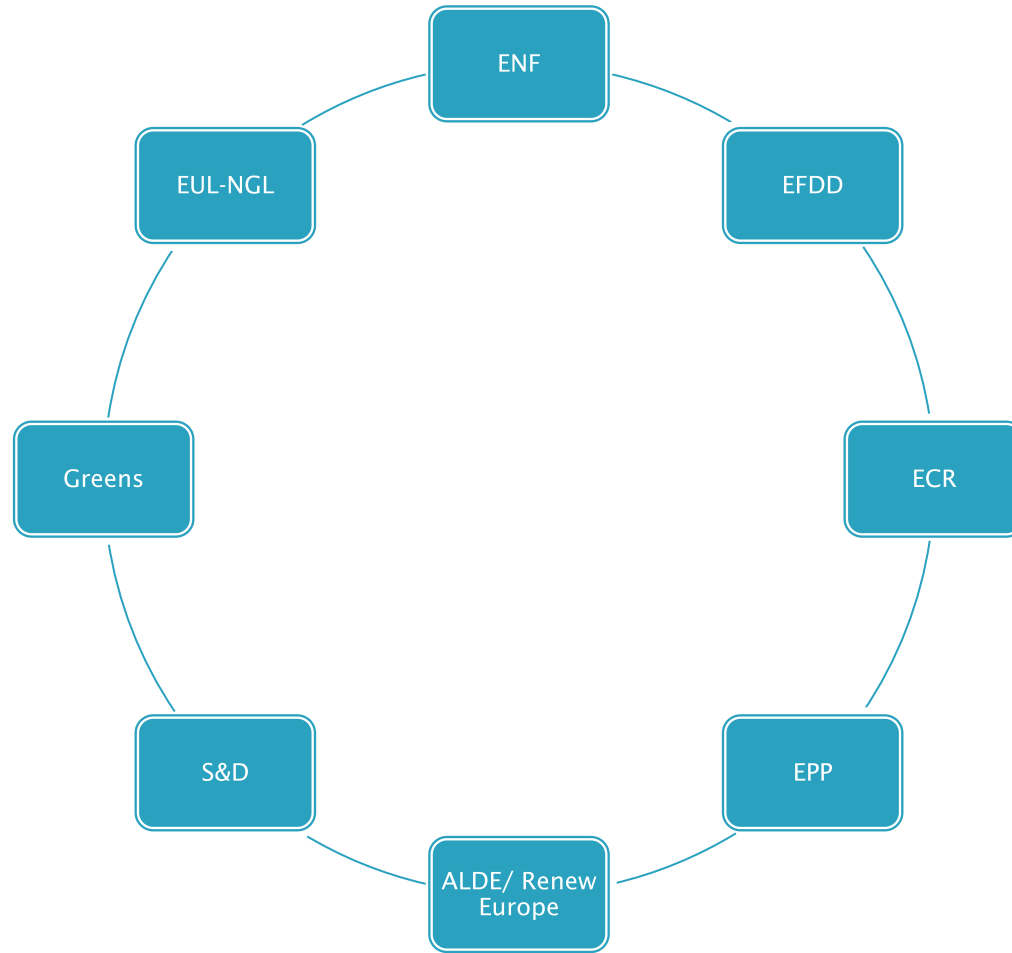 ENF
EUL-NGL
EFDD
Greens
ECR
S&D
EPP
ALDE/ Renew
Europe